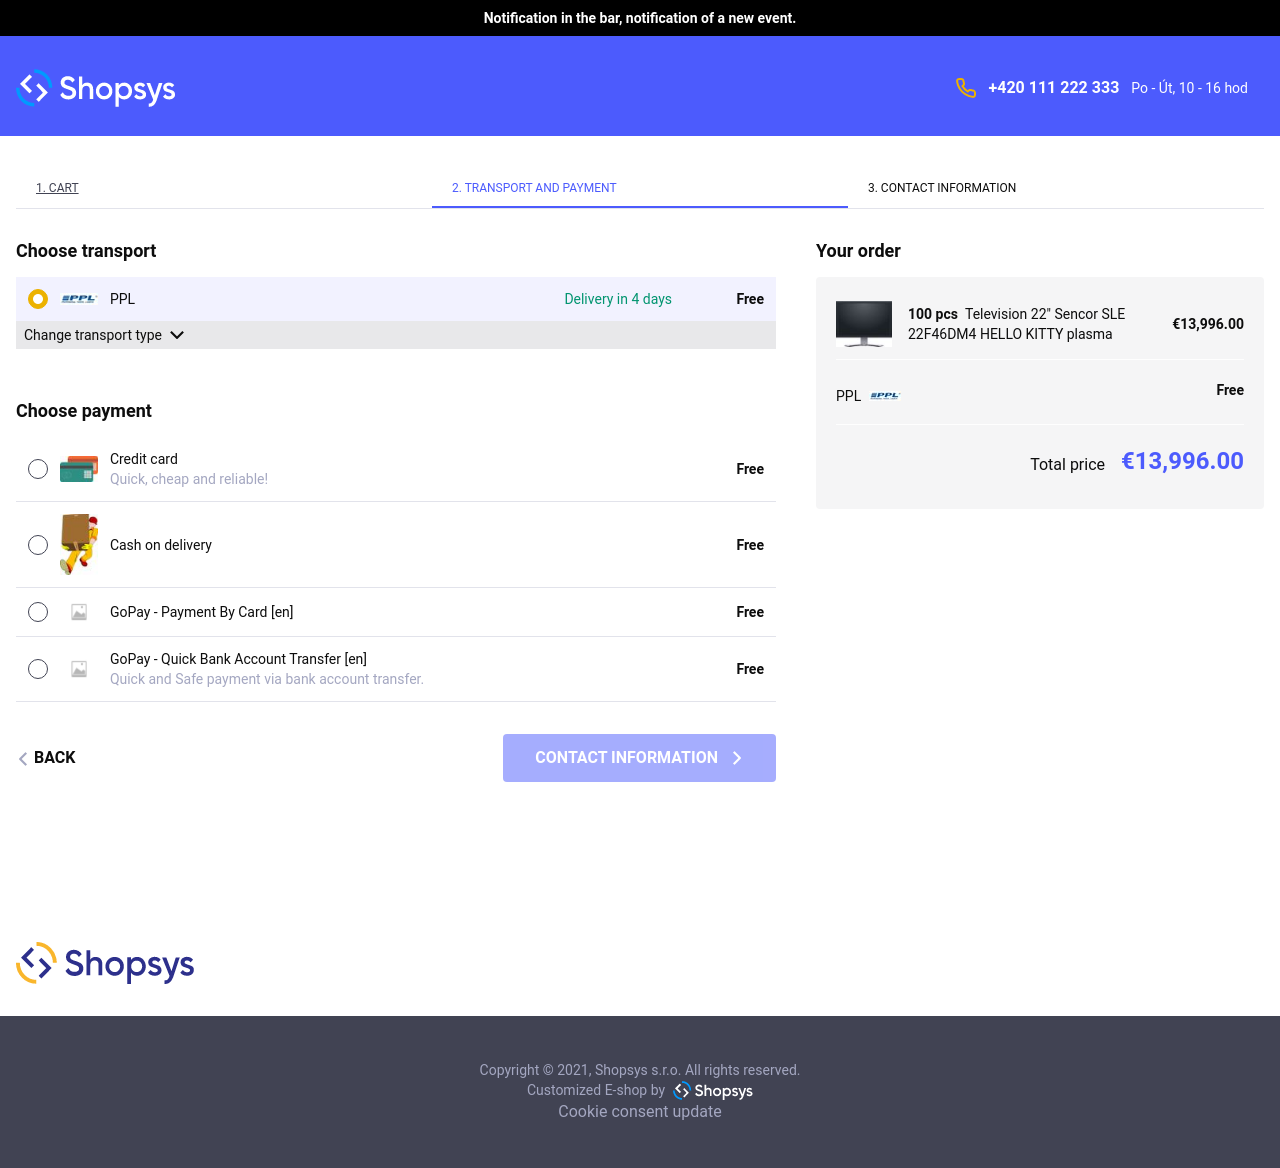 Notification in the bar, notification of a new event.
Shopsys
+420 111 222 333 Po - Út, 10 - 16 hod
1. CART
2. TRANSPORT AND PAYMENT
3. CONTACT INFORMATION
Choose transport
PPL PPL Delivery in 4 days Free
Change transport type
Choose payment
Credit card
Quick, cheap and reliable!
Free
Cash on delivery Free
GoPay - Payment By Card [en] Free
GoPay - Quick Bank Account Transfer [en]
Quick and Safe payment via bank account transfer.
Free
BACK
CONTACT INFORMATION
Your order
100 pcs Television 22" Sencor SLE
22F46DM4 HELLO KITTY plasma
€13,996.00
PPL PPL Free
Total price €13,996.00
Shopsys
Copyright © 2021, Shopsys s.r.o. All rights reserved.
Customized E-shop by Shopsys
Cookie consent update